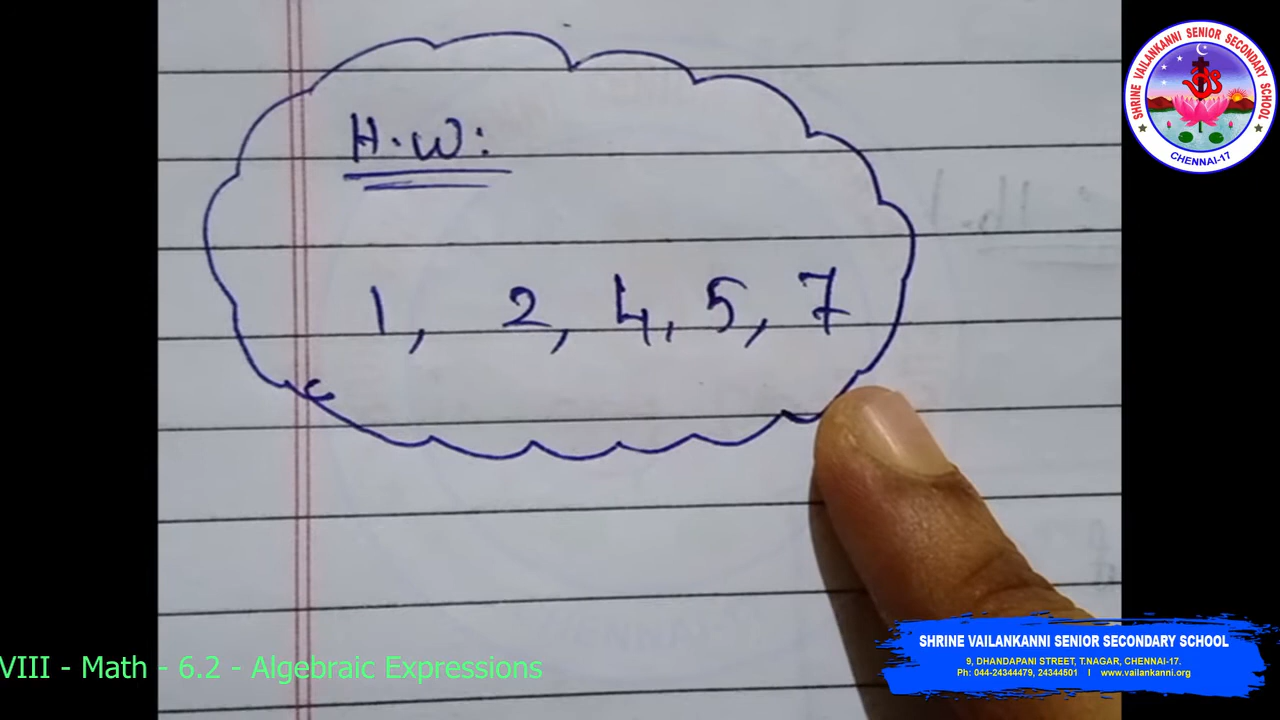 H.W:
1, 2, 4, 5, 7
SHRINE VAILANKANNI SENIOR SECONDARY SCHOOL
CHENNAI-17
VIII - Math - 6.2 - Algebraic Expressions
SHRINE VAILANKANNI SENIOR SECONDARY SCHOOL
9, DHANDAPANI STREET, T.NAGAR, CHENNAI-17.
Ph: 044-24344479, 24344501 I www.vailankanni.org